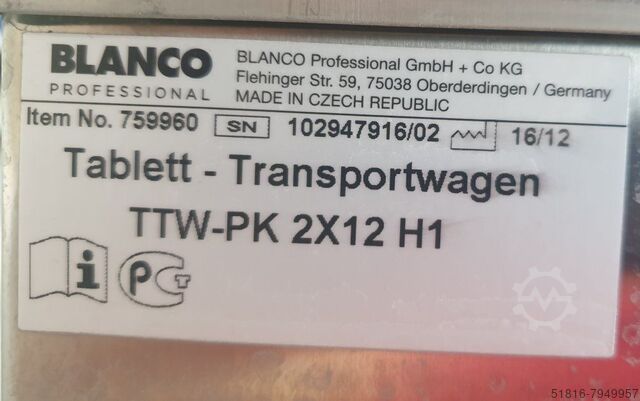 BLANCO
PROFESSIONAL
BLANCO Professional GmbH + Co KG
Flehinger Str. 59, 75038 Oberderdingen / Germany
MADE IN CZECH REPUBLIC
Item No. 759960 SN 102947916/02 16/12
Tablett - Transportwagen
TTW-PK 2X12 H1
i PCT
51816-7949957